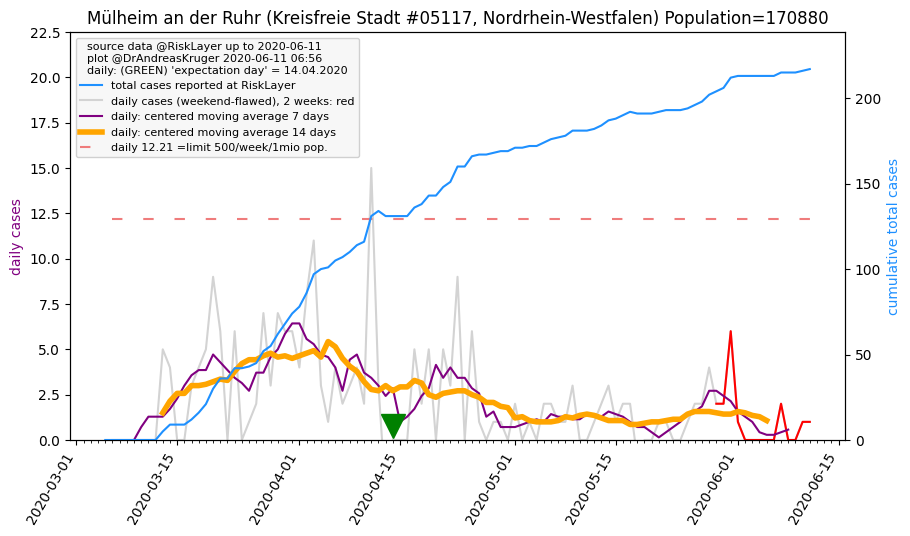 Mülheim an der Ruhr (Kreisfreie Stadt #05117, Nordrhein-Westfalen) Population=170880
source data @RiskLayer up to 2020-06-11
plot @DrAndreasKruger 2020-06-11 06:56
daily: (GREEN) 'expectation day' = 14.04.2020
total cases reported at RiskLayer
daily cases (weekend-flawed), 2 weeks: red
daily: centered moving average 7 days
daily: centered moving average 14 days
daily 12.21 =limit 500/week/1mio pop.
daily cases
22.5
20.0
17.5
15.0
12.5
10.0
7.5
5.0
2.5
0.0
200
150
100
50
0
cumulative total cases
2020-03-01
2020-03-15
2020-04-01
2020-04-15
2020-05-01
2020-05-15
2020-06-01
2020-06-15